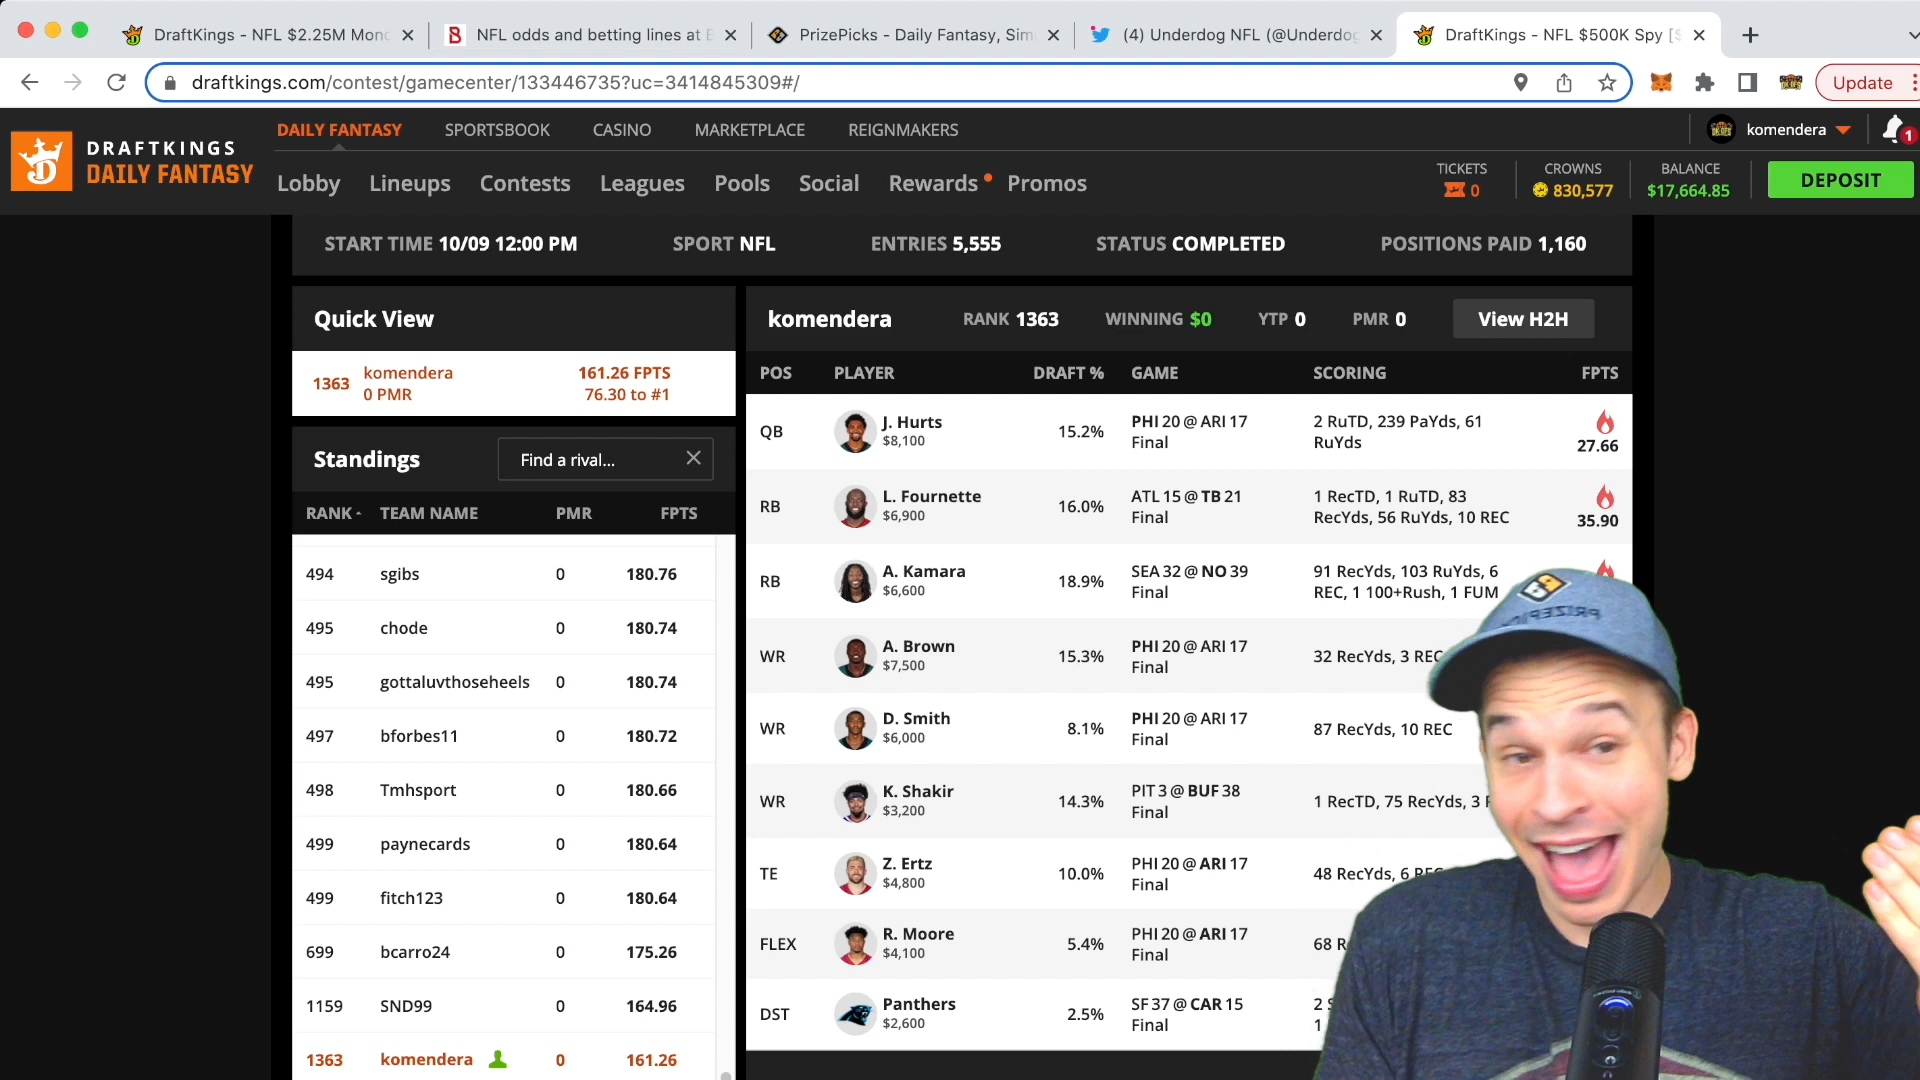 DraftKings - NFL $2.25M Mon
NFL odds and betting lines at
PrizePicks - Daily Fantasy, Sim
(4) Underdog NFL (@Underdog
DraftKings - NFL $500K Spy [$
draftkings.com/contest/gamecenter/133446735?uc=3414845309#/
Update
DRAFTKINGS
DAILY FANTASY
DAILY FANTASY SPORTSBOOK CASINO MARKETPLACE REIGNMAKERS
komendera
1
Lobby Lineups Contests Leagues Pools Social Rewards Promos
TICKETS
0
CROWNS
830,577
BALANCE
$17,664.85
DEPOSIT
START TIME 10/09 12:00 PM SPORT NFL ENTRIES 5,555 STATUS COMPLETED POSITIONS PAID 1,160
Quick View
1363 komendera 161.26 FPTS
0 PMR 76.30 to #1
Standings
Find a rival...
RANK TEAM NAME PMR FPTS
494 sgibs 0 180.76
495 chode 0 180.74
495 gottaluvthoseheels 0 180.74
497 bforbes11 0 180.72
498 Tmhsport 0 180.66
499 paynecards 0 180.64
499 fitch123 0 180.64
699 bcarro24 0 175.26
1159 SND99 0 164.96
1363 komendera 0 161.26
komendera RANK 1363 WINNING $0 YTP 0 PMR 0 View H2H
POS PLAYER DRAFT % GAME SCORING FPTS
QB J. Hurts $8,100 15.2% PHI 20 @ ARI 17 Final 2 RuTD, 239 PaYds, 61 RuYds 27.66
RB L. Fournette $6,900 16.0% ATL 15 @ TB 21 Final 1 RecTD, 1 RuTD, 83 RecYds, 56 RuYds, 10 REC 35.90
RB A. Kamara $6,600 18.9% SEA 32 @ NO 39 Final 91 RecYds, 103 RuYds, 6 REC, 1 100+Rush, 1 FUM
WR A. Brown $7,500 15.3% PHI 20 @ ARI 17 Final 32 RecYds, 3 REC
WR D. Smith $6,000 8.1% PHI 20 @ ARI 17 Final 87 RecYds, 10 REC
WR K. Shakir $3,200 14.3% PIT 3 @ BUF 38 Final 1 RecTD, 75 RecYds, 3
TE Z. Ertz $4,800 10.0% PHI 20 @ ARI 17 Final 48 RecYds, 6 REC
FLEX R. Moore $4,100 5.4% PHI 20 @ ARI 17 Final 68
DST Panthers $2,600 2.5% SF 37 @ CAR 15 Final 2
1